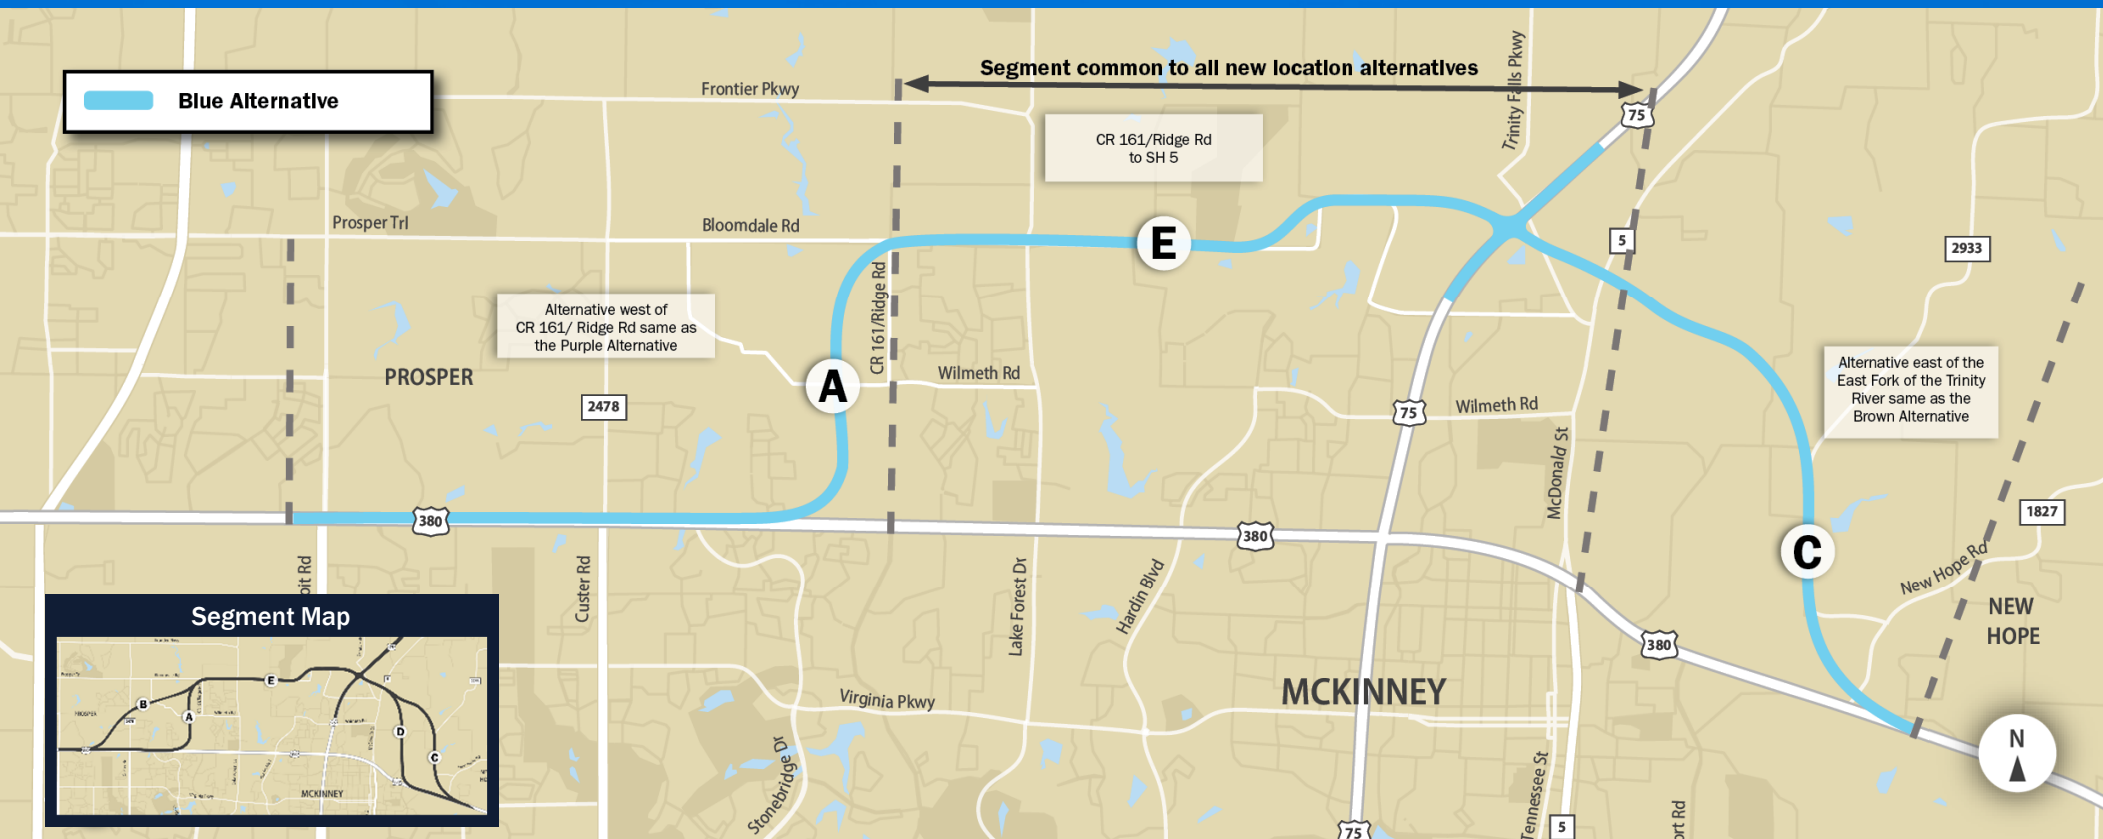 Segment common to all new location alternatives
Blue Alternative
Frontier Pkwy
Trinity Falls Pkwy
75
CR 161/Ridge Rd
to SH 5
Prosper Trl
Bloomdale Rd
E
5
2933
CR 161/Ridge Rd
Alternative west of
CR 161/ Ridge Rd same as
the Purple Alternative
PROSPER
2478
A
Wilmeth Rd
75
Wilmeth Rd
McDonald St
Alternative east of the
East Fork of the Trinity
River same as the
Brown Alternative
380
380
1827
C
New Hope Rd
NEW
HOPE
380
oit Rd
Custer Rd
Lake Forest Dr
Hardin Blvd
MCKINNEY
Virginia Pkwy
Stonebridge Dr
Tennessee St
5
75
ort Rd
N
Segment Map
E
B
A
D
C
PROSPER
MCKINNEY